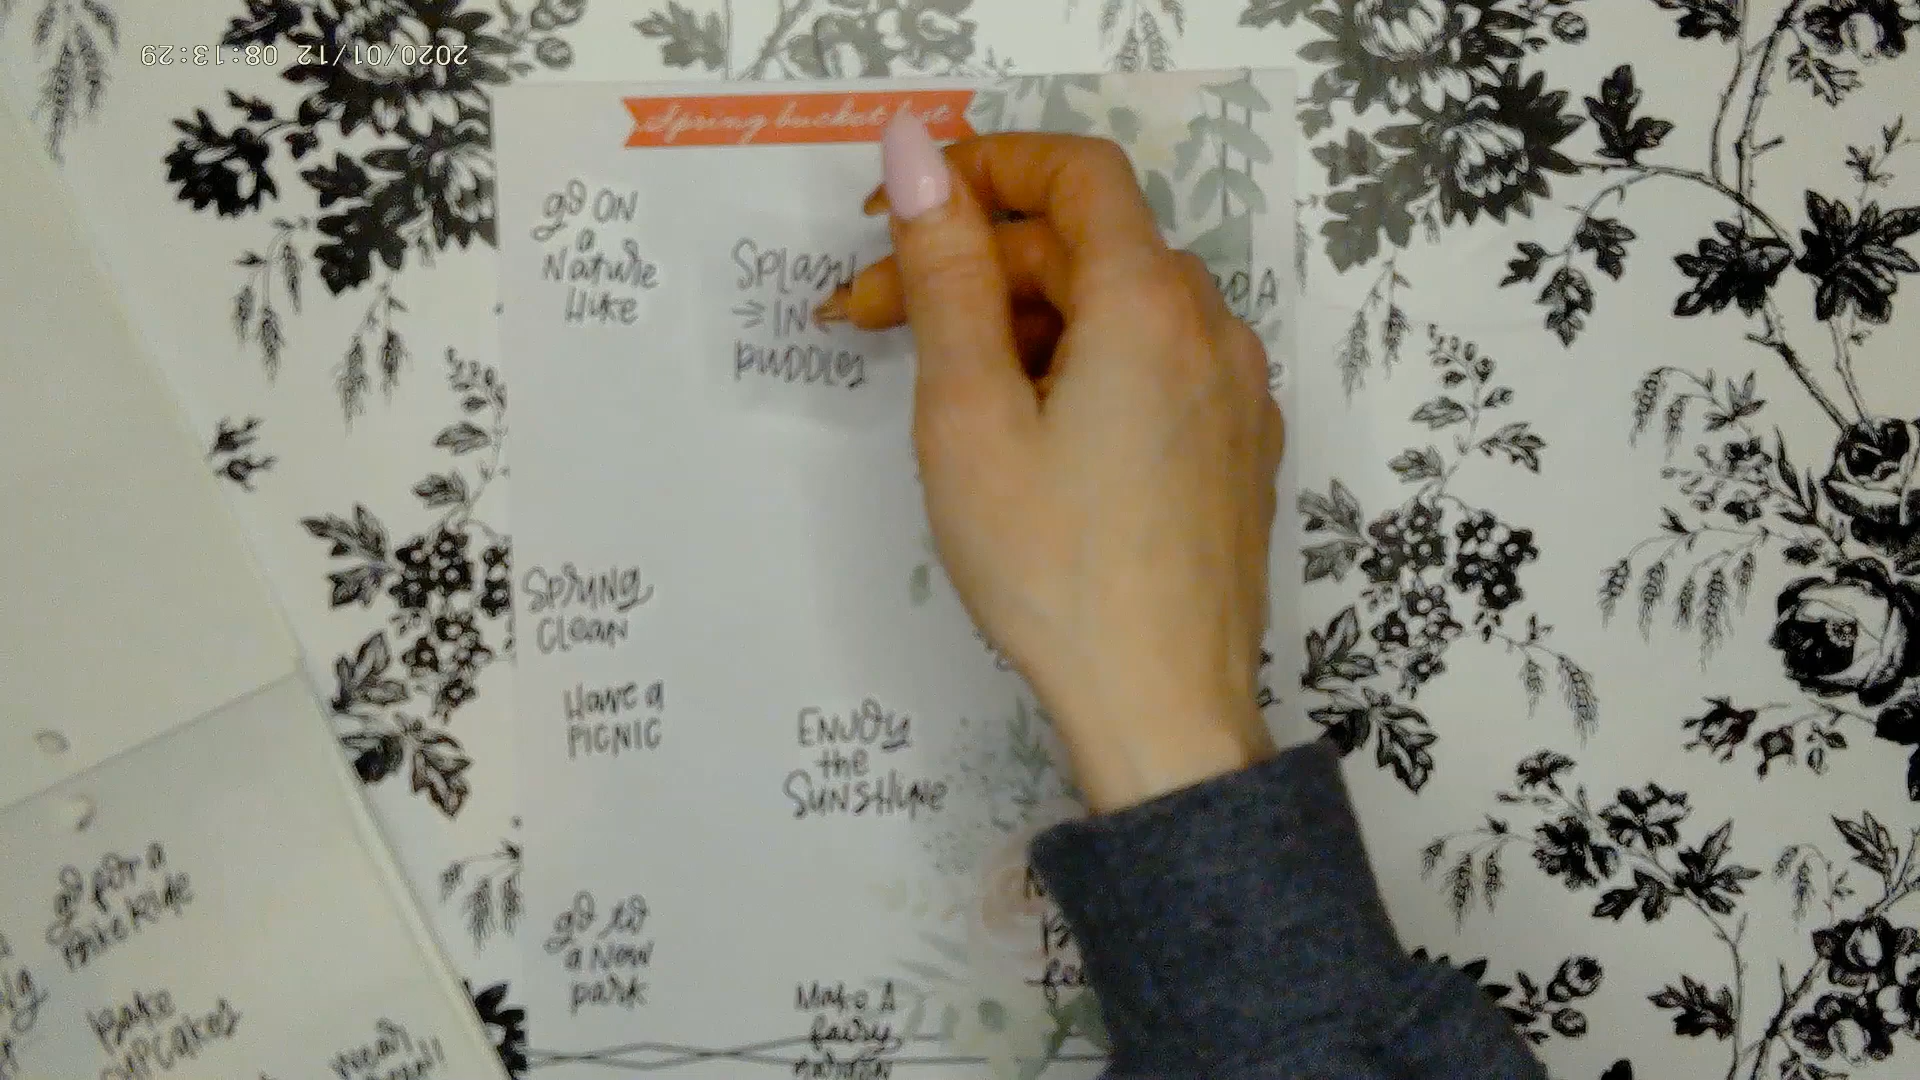 2020/01/12 08:13:29
Spring bucket list
go ON
a
Nature
Hike
Splash
IN
puddles
Spring
Clean
Have a
picnic
ENJOY
the
SUNSHINE
go to
a New
park
Make A
fairy
garden
go for a
Bike Ride
Bake
cupcakes